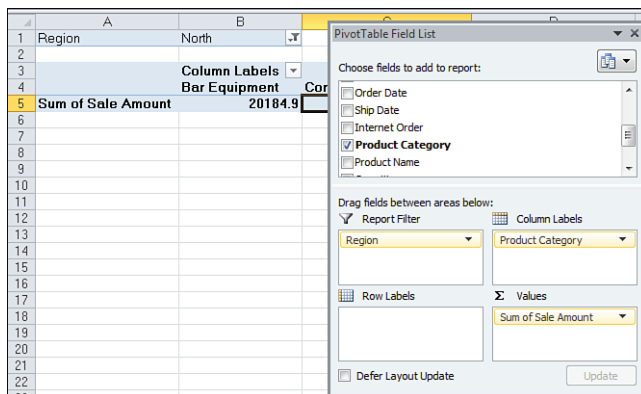 A B C D
1 Region North
2
3 Column Labels
4 Bar Equipment Cor
5 Sum of Sale Amount 20184.9
6
7
8
9
10
11
12
13
14
15
16
17
18
19
20
21
22
PivotTable Field List
Choose fields to add to report:
Order Date
Ship Date
Internet Order
Product Category
Product Name
Drag fields between areas below:
Report Filter Column Labels
Region Product Category
Row Labels Σ Values
Sum of Sale Amount
Defer Layout Update Update